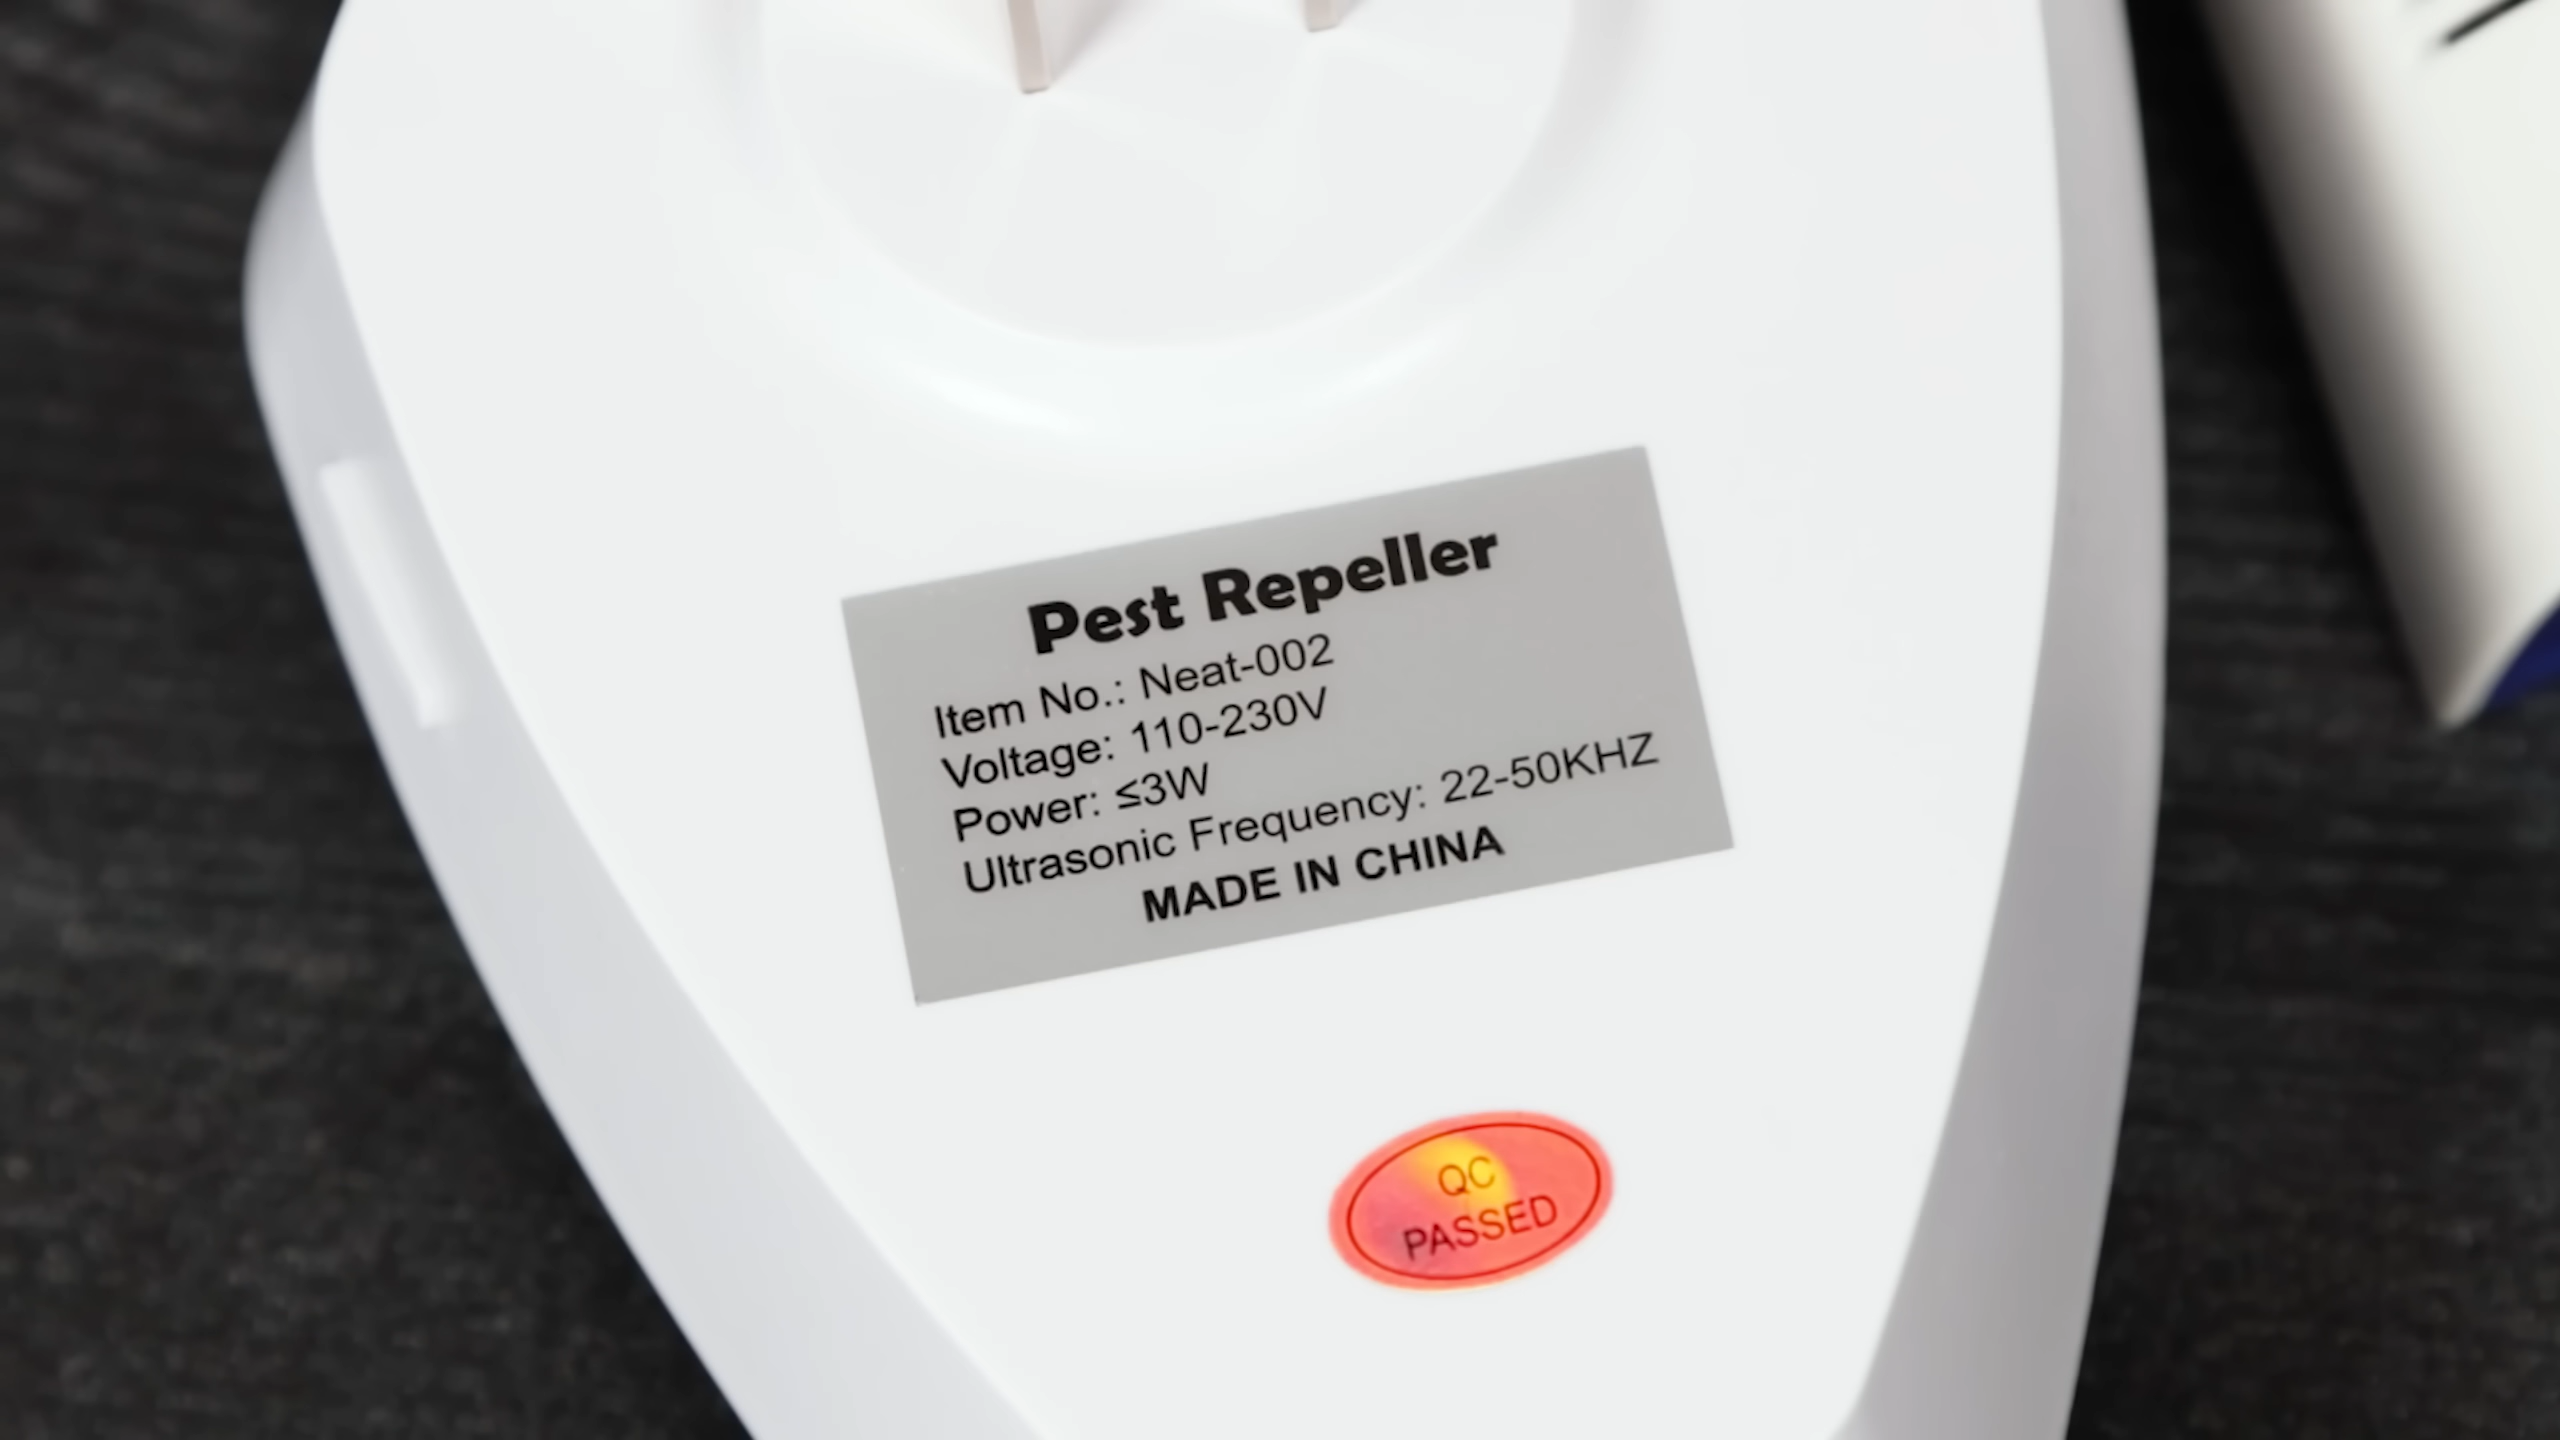 Pest Repeller
Item No.: Neat-002
Voltage: 110-230V
Power: ≤3W
Ultrasonic Frequency: 22-50KHZ
MADE IN CHINA
QC
PASSED